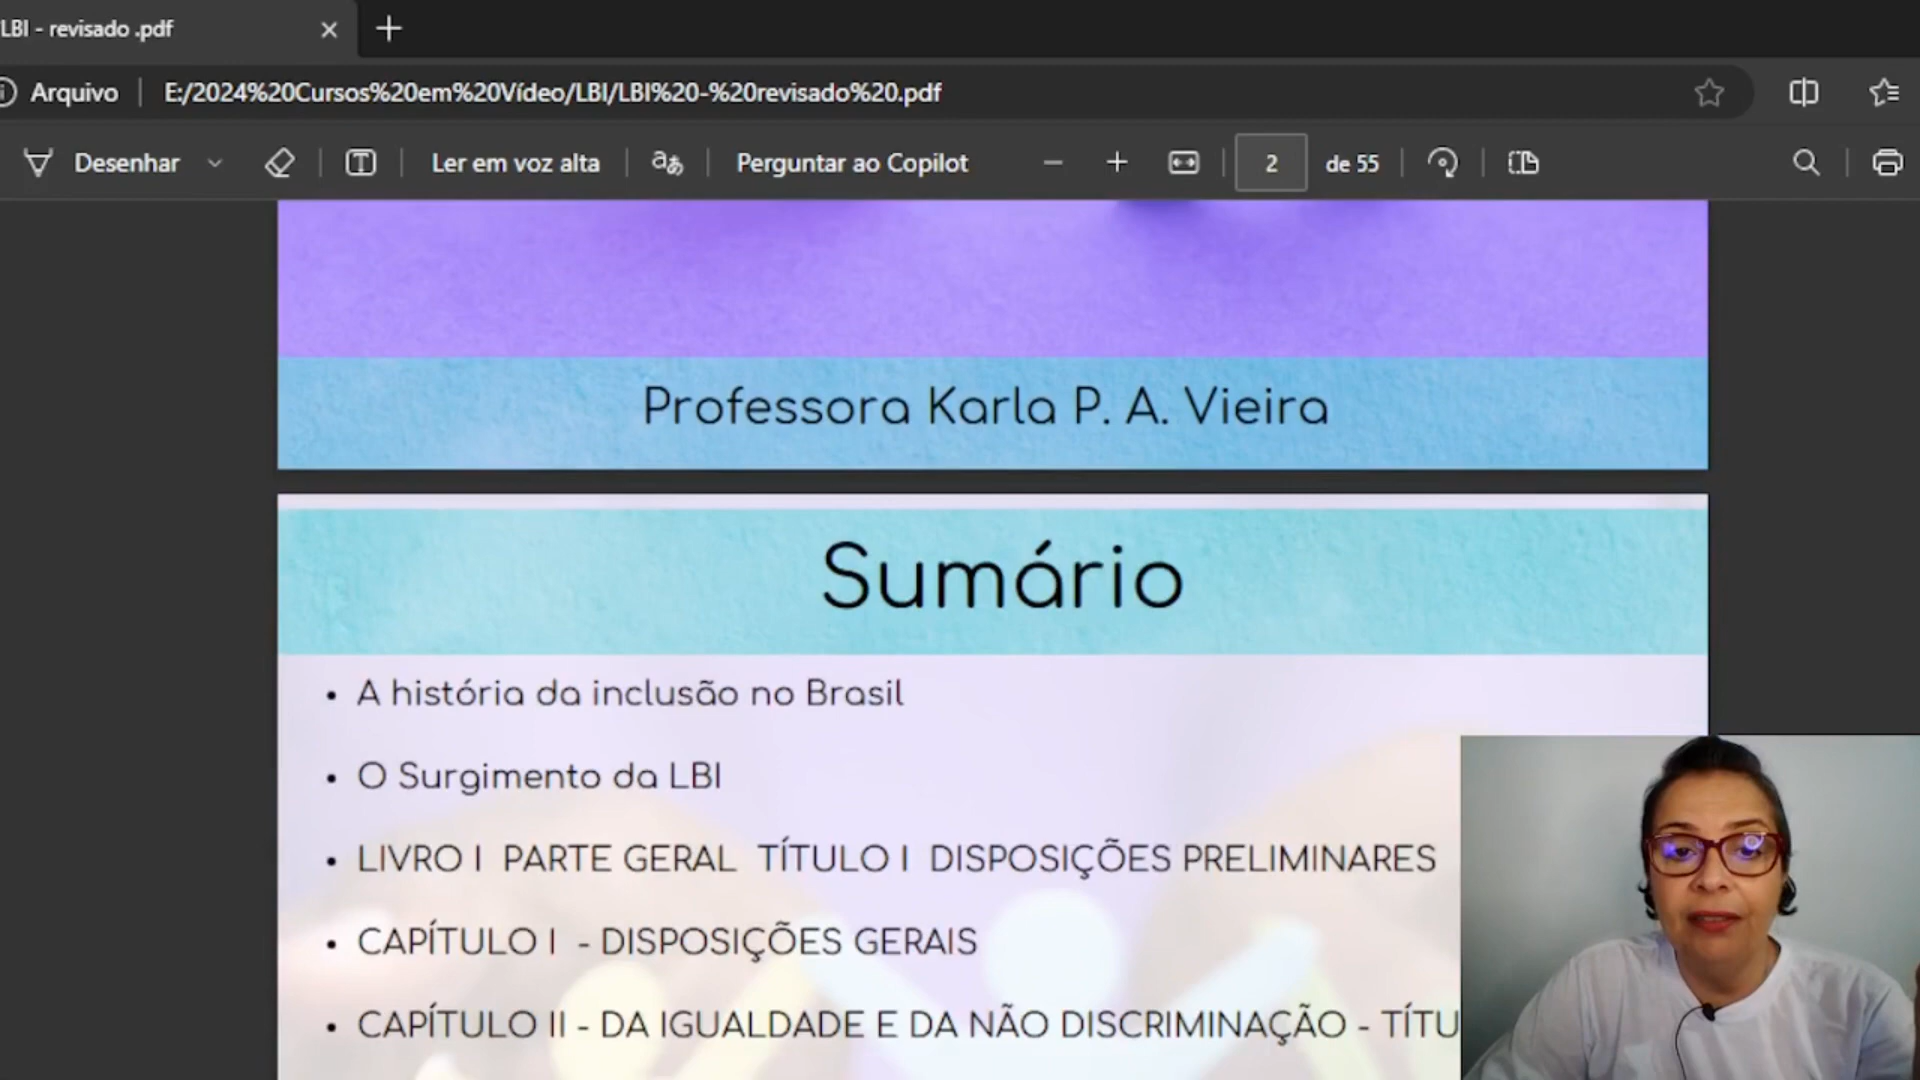 LBI - revisado .pdf
Arquivo E:/2024%20Cursos%20em%20Vídeo/LBI/LBI%20-%20revisado%20.pdf
Desenhar Ler em voz alta aあ Perguntar ao Copilot 2 de 55
Professora Karla P. A. Vieira
Sumário
• A história da inclusão no Brasil
• O Surgimento da LBI
• LIVRO I PARTE GERAL TÍTULO I DISPOSIÇÕES PRELIMINARES
• CAPÍTULO I - DISPOSIÇÕES GERAIS
• CAPÍTULO II - DA IGUALDADE E DA NÃO DISCRIMINAÇÃO - TÍTU